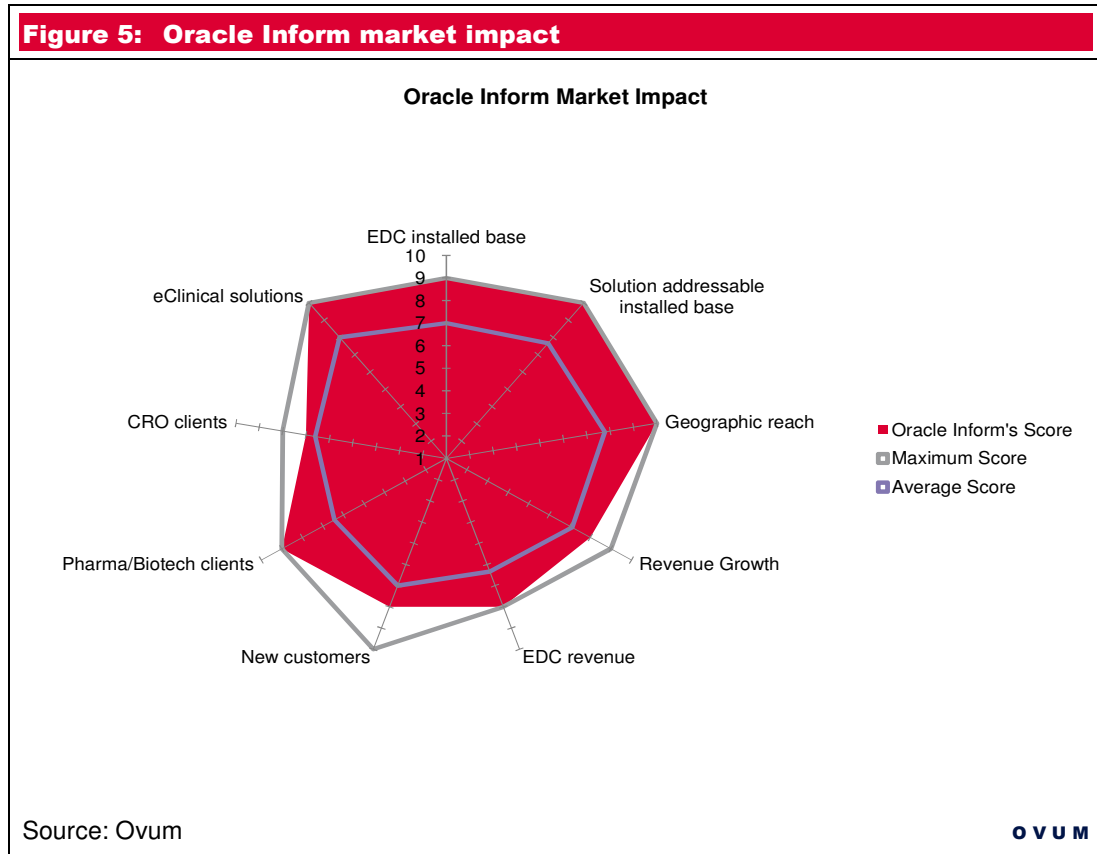 Figure 5: Oracle Inform market impact
Oracle Inform Market Impact
EDC installed base
10
9
8
7
6
5
4
3
2
1
eClinical solutions
Solution addressable
installed base
CRO clients
Geographic reach
Pharma/Biotech clients
Revenue Growth
New customers
EDC revenue
Oracle Inform's Score
Maximum Score
Average Score
Source: Ovum
OVUM